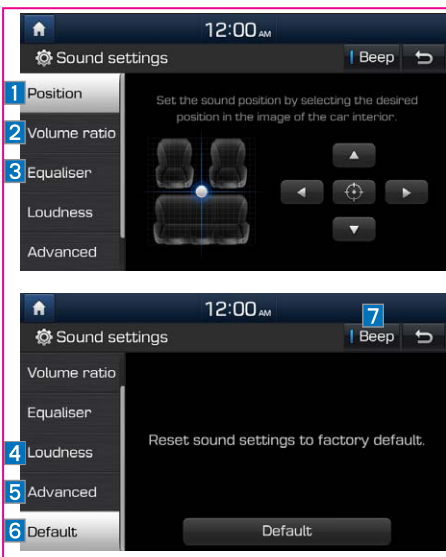 12:00 AM
Sound settings
Beep
1 Position
Set the sound position by selecting the desired
position in the image of the car interior.
2 Volume ratio
3 Equaliser
Loudness
Advanced
12:00 AM
7
Sound settings
Beep
Volume ratio
Equaliser
Reset sound settings to factory default.
4 Loudness
5 Advanced
6 Default
Default